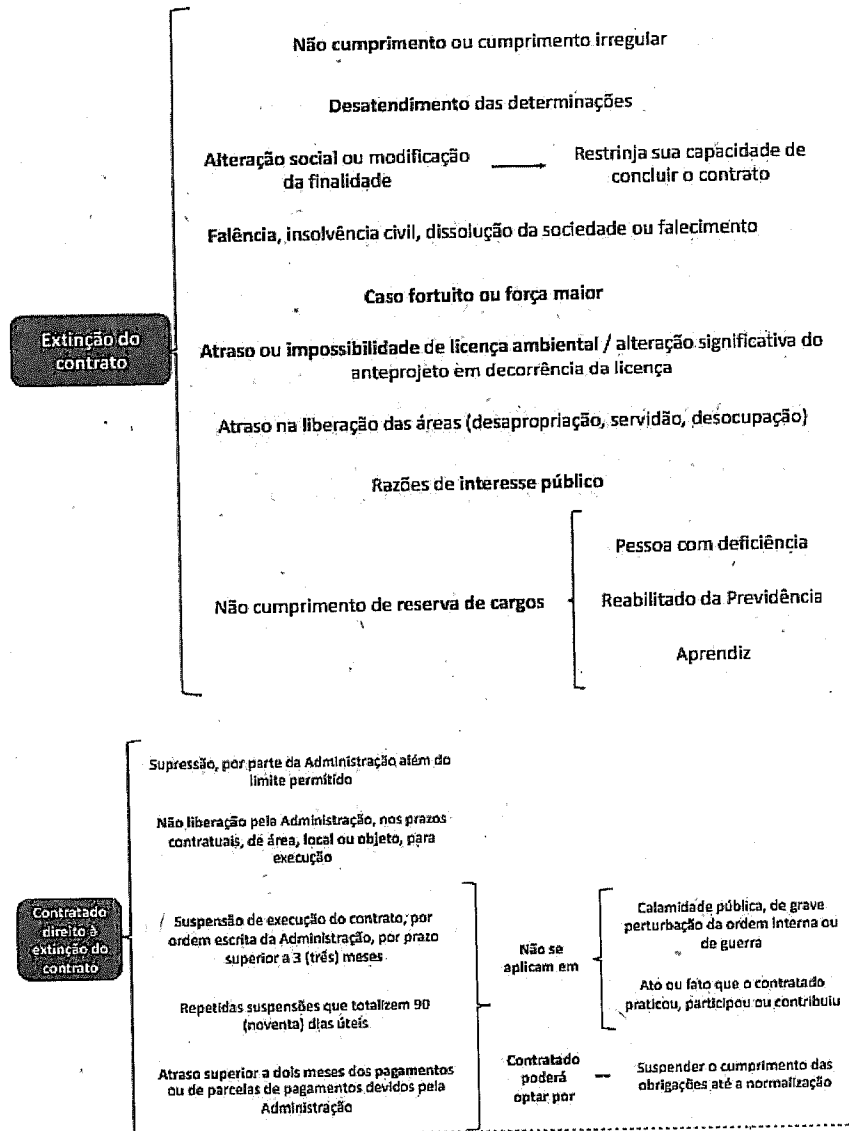 Não cumprimento ou cumprimento irregular
Desatendimento das determinações
Alteração social ou modificação
da finalidade
Restrinja sua capacidade de
concluir o contrato
Falência, insolvência civil, dissolução da sociedade ou falecimento
Caso fortuito ou força maior
Extinção do
contrato
Atraso ou impossibilidade de licença ambiental / alteração significativa do
anteprojeto em decorrência da licença
Atraso na liberação das áreas (desapropriação, servidão, desocupação)
Razões de interesse público
Não cumprimento de reserva de cargos
Pessoa com deficiência
Reabilitado da Previdência
Aprendiz
Contratado
direito à
extinção do
contrato
Supressão, por parte da Administração além do
limite permitido
Não liberação pela Administração, nos prazos
contratuais, de área, local ou objeto, para
execução
Suspensão de execução do contrato, por
ordem escrita da Administração, por prazo
superior a 3 (três) meses
Repetidas suspensões que totalizem 90
(noventa) dias úteis
Atraso superior a dois meses dos pagamentos
ou de parcelas de pagamentos devidos pela
Administração
Não se
aplicam em
Calamidade pública, de grave
perturbação da ordem interna ou
de guerra
Ato ou fato que o contratado
praticou, participou ou contribuiu
Contratado
poderá
optar por
Suspender o cumprimento das
obrigações até a normalização